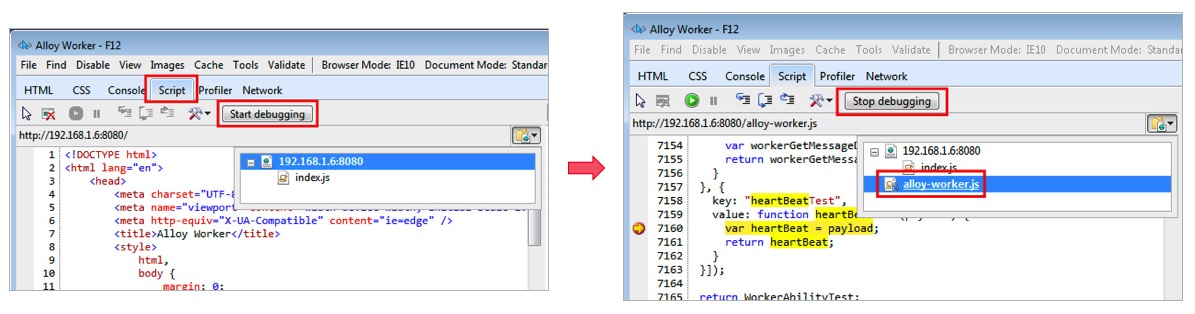 Alloy Worker - F12
File Find Disable View Images Cache Tools Validate Browser Mode: IE10 Document Mode: Standar
HTML CSS Console Script Profiler Network
Start debugging
http://192.168.1.6:8080/
192.168.1.6:8080
index.js
1 <!DOCTYPE html>
2 <html lang="en">
3 <head>
4 <meta charset="UTF-8
5 <meta name="viewport"
6 <meta http-equiv="X-UA-Compatible" content="ie=edge" />
7 <title>Alloy Worker</title>
8 <style>
9 html,
10 body {
11 margin: 0;
Alloy Worker - F12
File Find Disable View Images Cache Tools Validate Browser Mode: IE10 Document Mode: Standa
HTML CSS Console Script Profiler Network
Stop debugging
http://192.168.1.6:8080/alloy-worker.js
192.168.1.6:8080
index.js
alloy-worker.js
7154 var workerGetMessageD
7155 return workerGetMessa
7156 }
7157 }, {
7158 key: "heartBeatTest",
7159 value: function heartBe
7160 var heartBeat = payload;
7161 return heartBeat;
7162 }
7163 }]);
7164
7165 return WorkerAbilityTest;